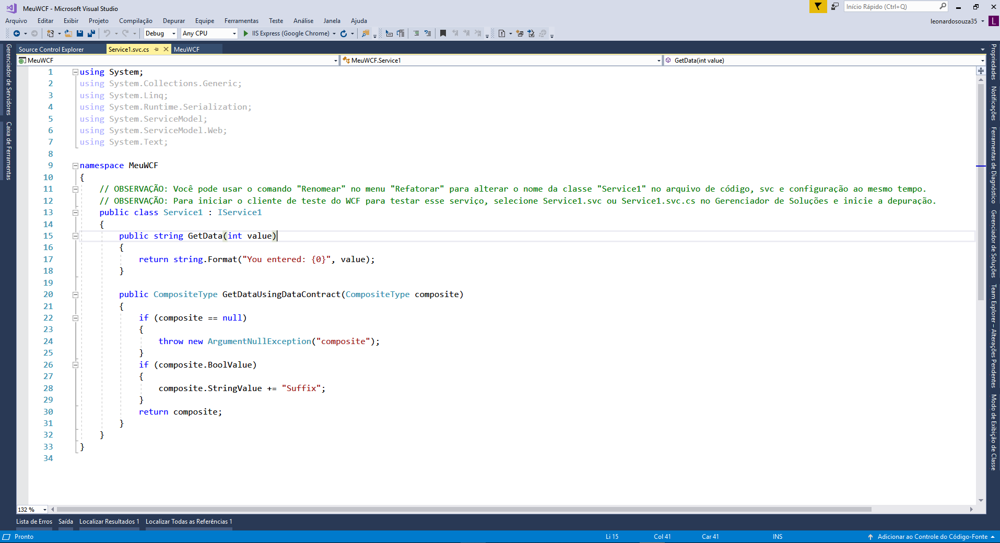 MeuWCF - Microsoft Visual Studio
Início Rápido (Ctrl+Q)
Arquivo Editar Exibir Projeto Compilação Depurar Equipe Ferramentas Teste Análise Janela Ajuda
leonardosouza35 L
Debug Any CPU IIS Express (Google Chrome)
Source Control Explorer Service1.svc.cs MeuWCF
MeuWCF MeuWCF.Service1 GetData(int value)
Gerenciador de Servidores
Caixa de Ferramentas
1 using System;
2 using System.Collections.Generic;
3 using System.Linq;
4 using System.Runtime.Serialization;
5 using System.ServiceModel;
6 using System.ServiceModel.Web;
7 using System.Text;
8
9 namespace MeuWCF
10 {
11 // OBSERVAÇÃO: Você pode usar o comando "Renomear" no menu "Refatorar" para alterar o nome da classe "Service1" no arquivo de código, svc e configuração ao mesmo tempo.
12 // OBSERVAÇÃO: Para iniciar o cliente de teste do WCF para testar esse serviço, selecione Service1.svc ou Service1.svc.cs no Gerenciador de Soluções e inicie a depuração.
13 public class Service1 : IService1
14 {
15 public string GetData(int value)
16 {
17 return string.Format("You entered: {0}", value);
18 }
19
20 public CompositeType GetDataUsingDataContract(CompositeType composite)
21 {
22 if (composite == null)
23 {
24 throw new ArgumentNullException("composite");
25 }
26 if (composite.BoolValue)
27 {
28 composite.StringValue += "Suffix";
29 }
30 return composite;
31 }
32 }
33 }
34
Propriedades
Notificações
Ferramentas de Diagnóstico
Gerenciador de Soluções
Team Explorer – Alterações Pendentes
Modo de Exibição de Classe
132 %
Lista de Erros Saída Localizar Resultados 1 Localizar Todas as Referências 1
Pronto Li 15 Col 41 Car 41 INS Adicionar ao Controle do Código-Fonte